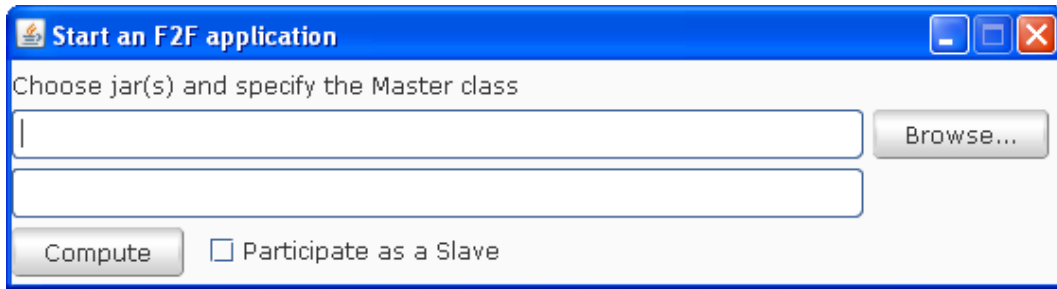 Start an F2F application
Choose jar(s) and specify the Master class
Browse...
Compute
Participate as a Slave